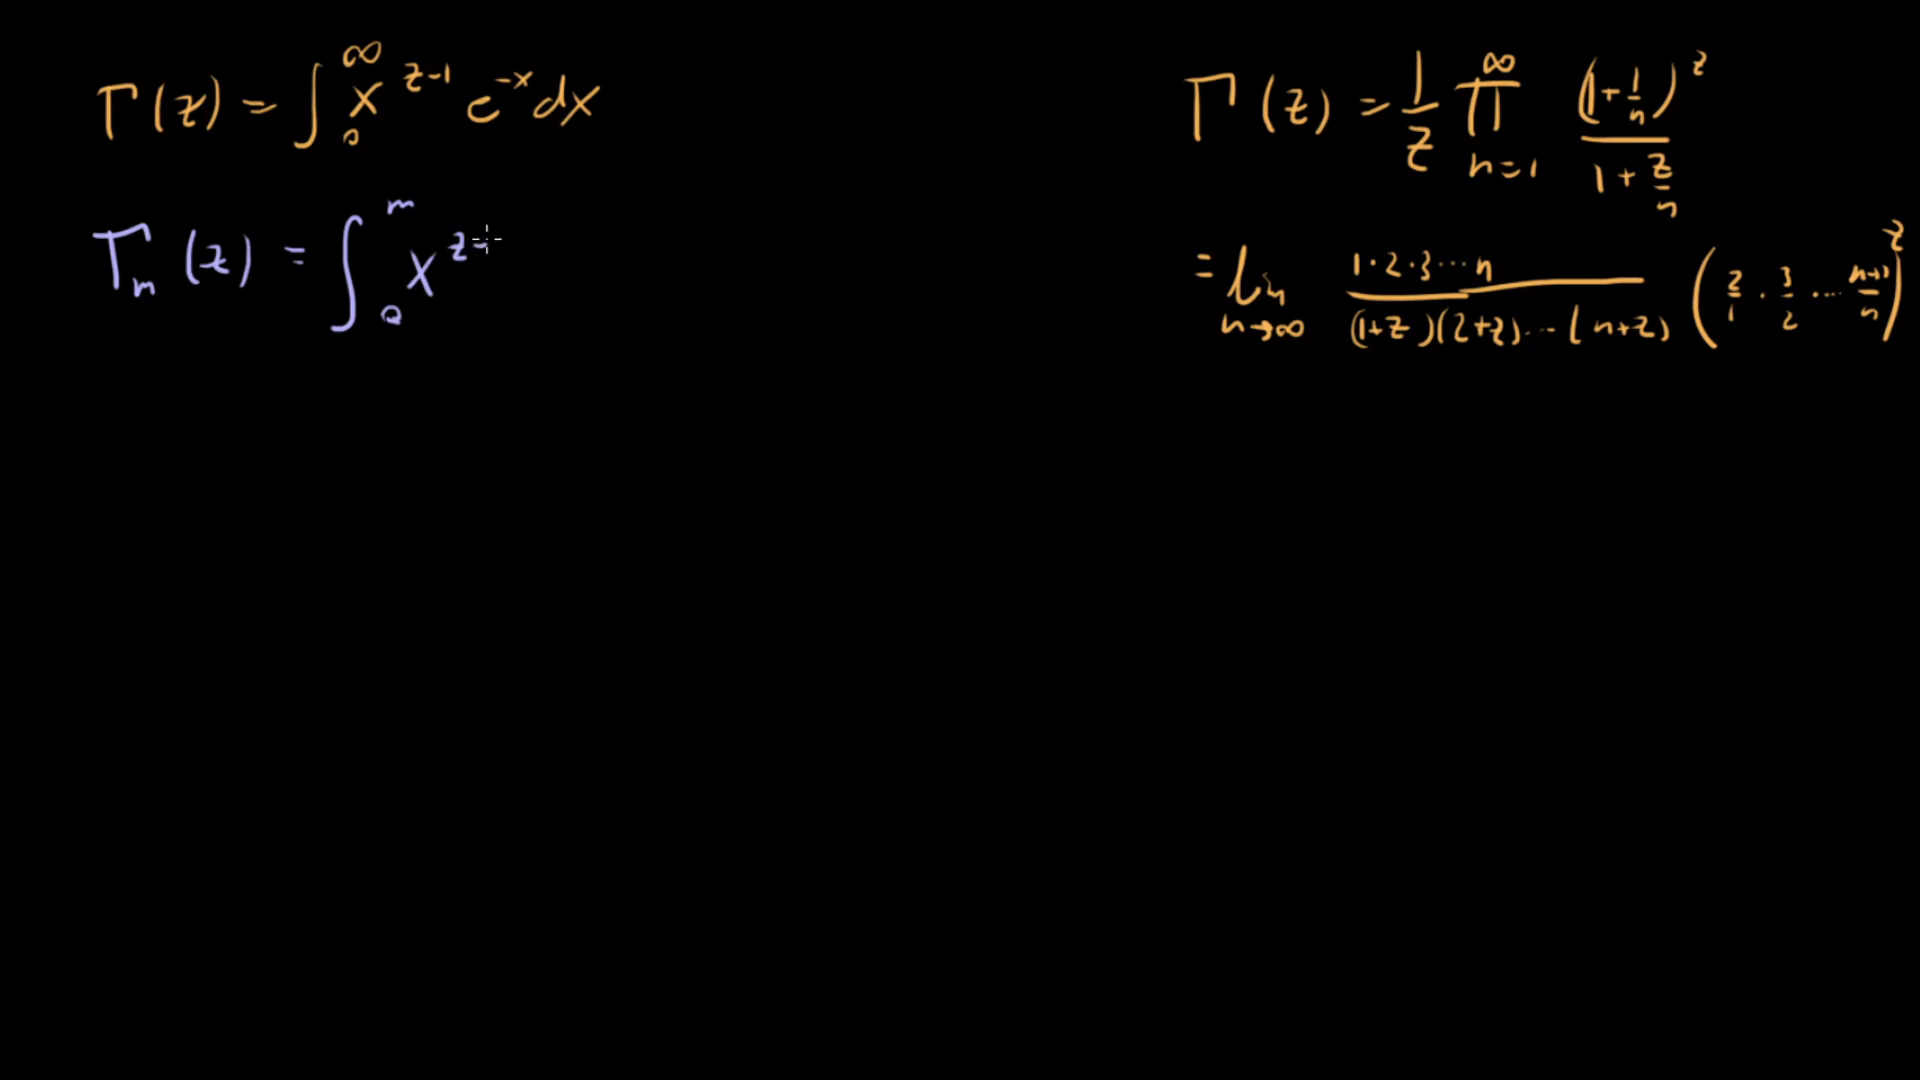 Γ(z) = ∫₀^∞ x^{z-1} e^{-x} dx
Γₘ(z) = ∫₀^m x^{z-
Γ(z) = 1/z ∏_{n=1}^∞ (1+1/n)^z / (1+z/n)
= lim_{n→∞} 1·2·3···n / (1+z)(2+z)...(n+z) (2/1 · 3/2 ····· (n+1)/n)^z